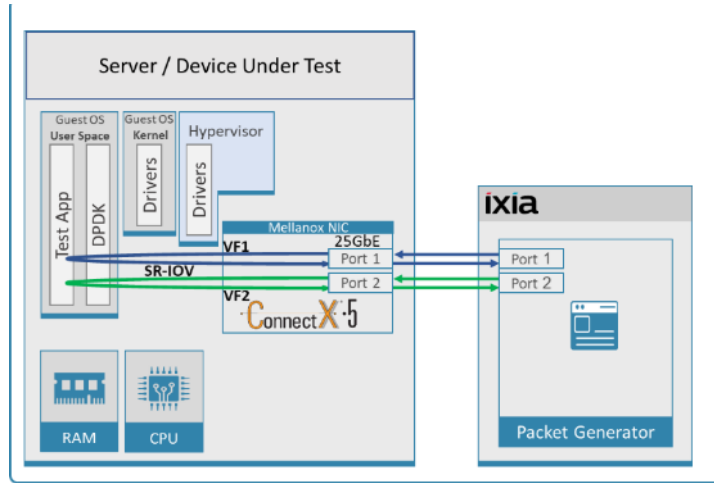 Server / Device Under Test
Guest OS
User Space
Test App
DPDK
Guest OS
Kernel
Drivers
Hypervisor
Drivers
Mellanox NIC
25GbE
VF1
Port 1
SR-IOV
Port 2
VF2
ConnectX·5
RAM
CPU
ixia
Port 1
Port 2
Packet Generator